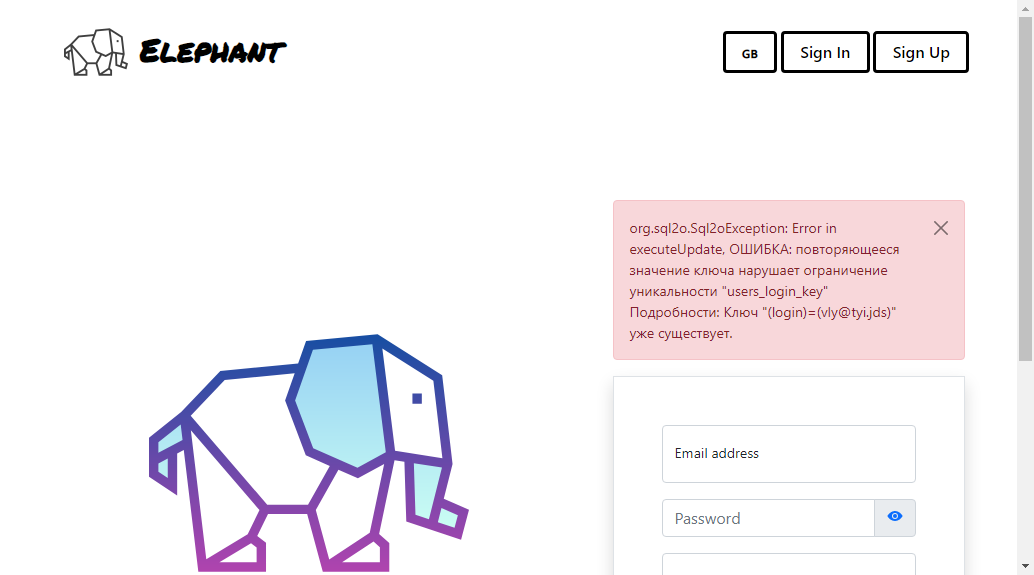 Elephant
GB
Sign In
Sign Up
org.sql2o.Sql2oException: Error in
executeUpdate, ОШИБКА: повторяющееся
значение ключа нарушает ограничение
уникальности "users_login_key"
Подробности: Ключ "(login)=(vly@tyi.jds)"
уже существует.
Email address
Password